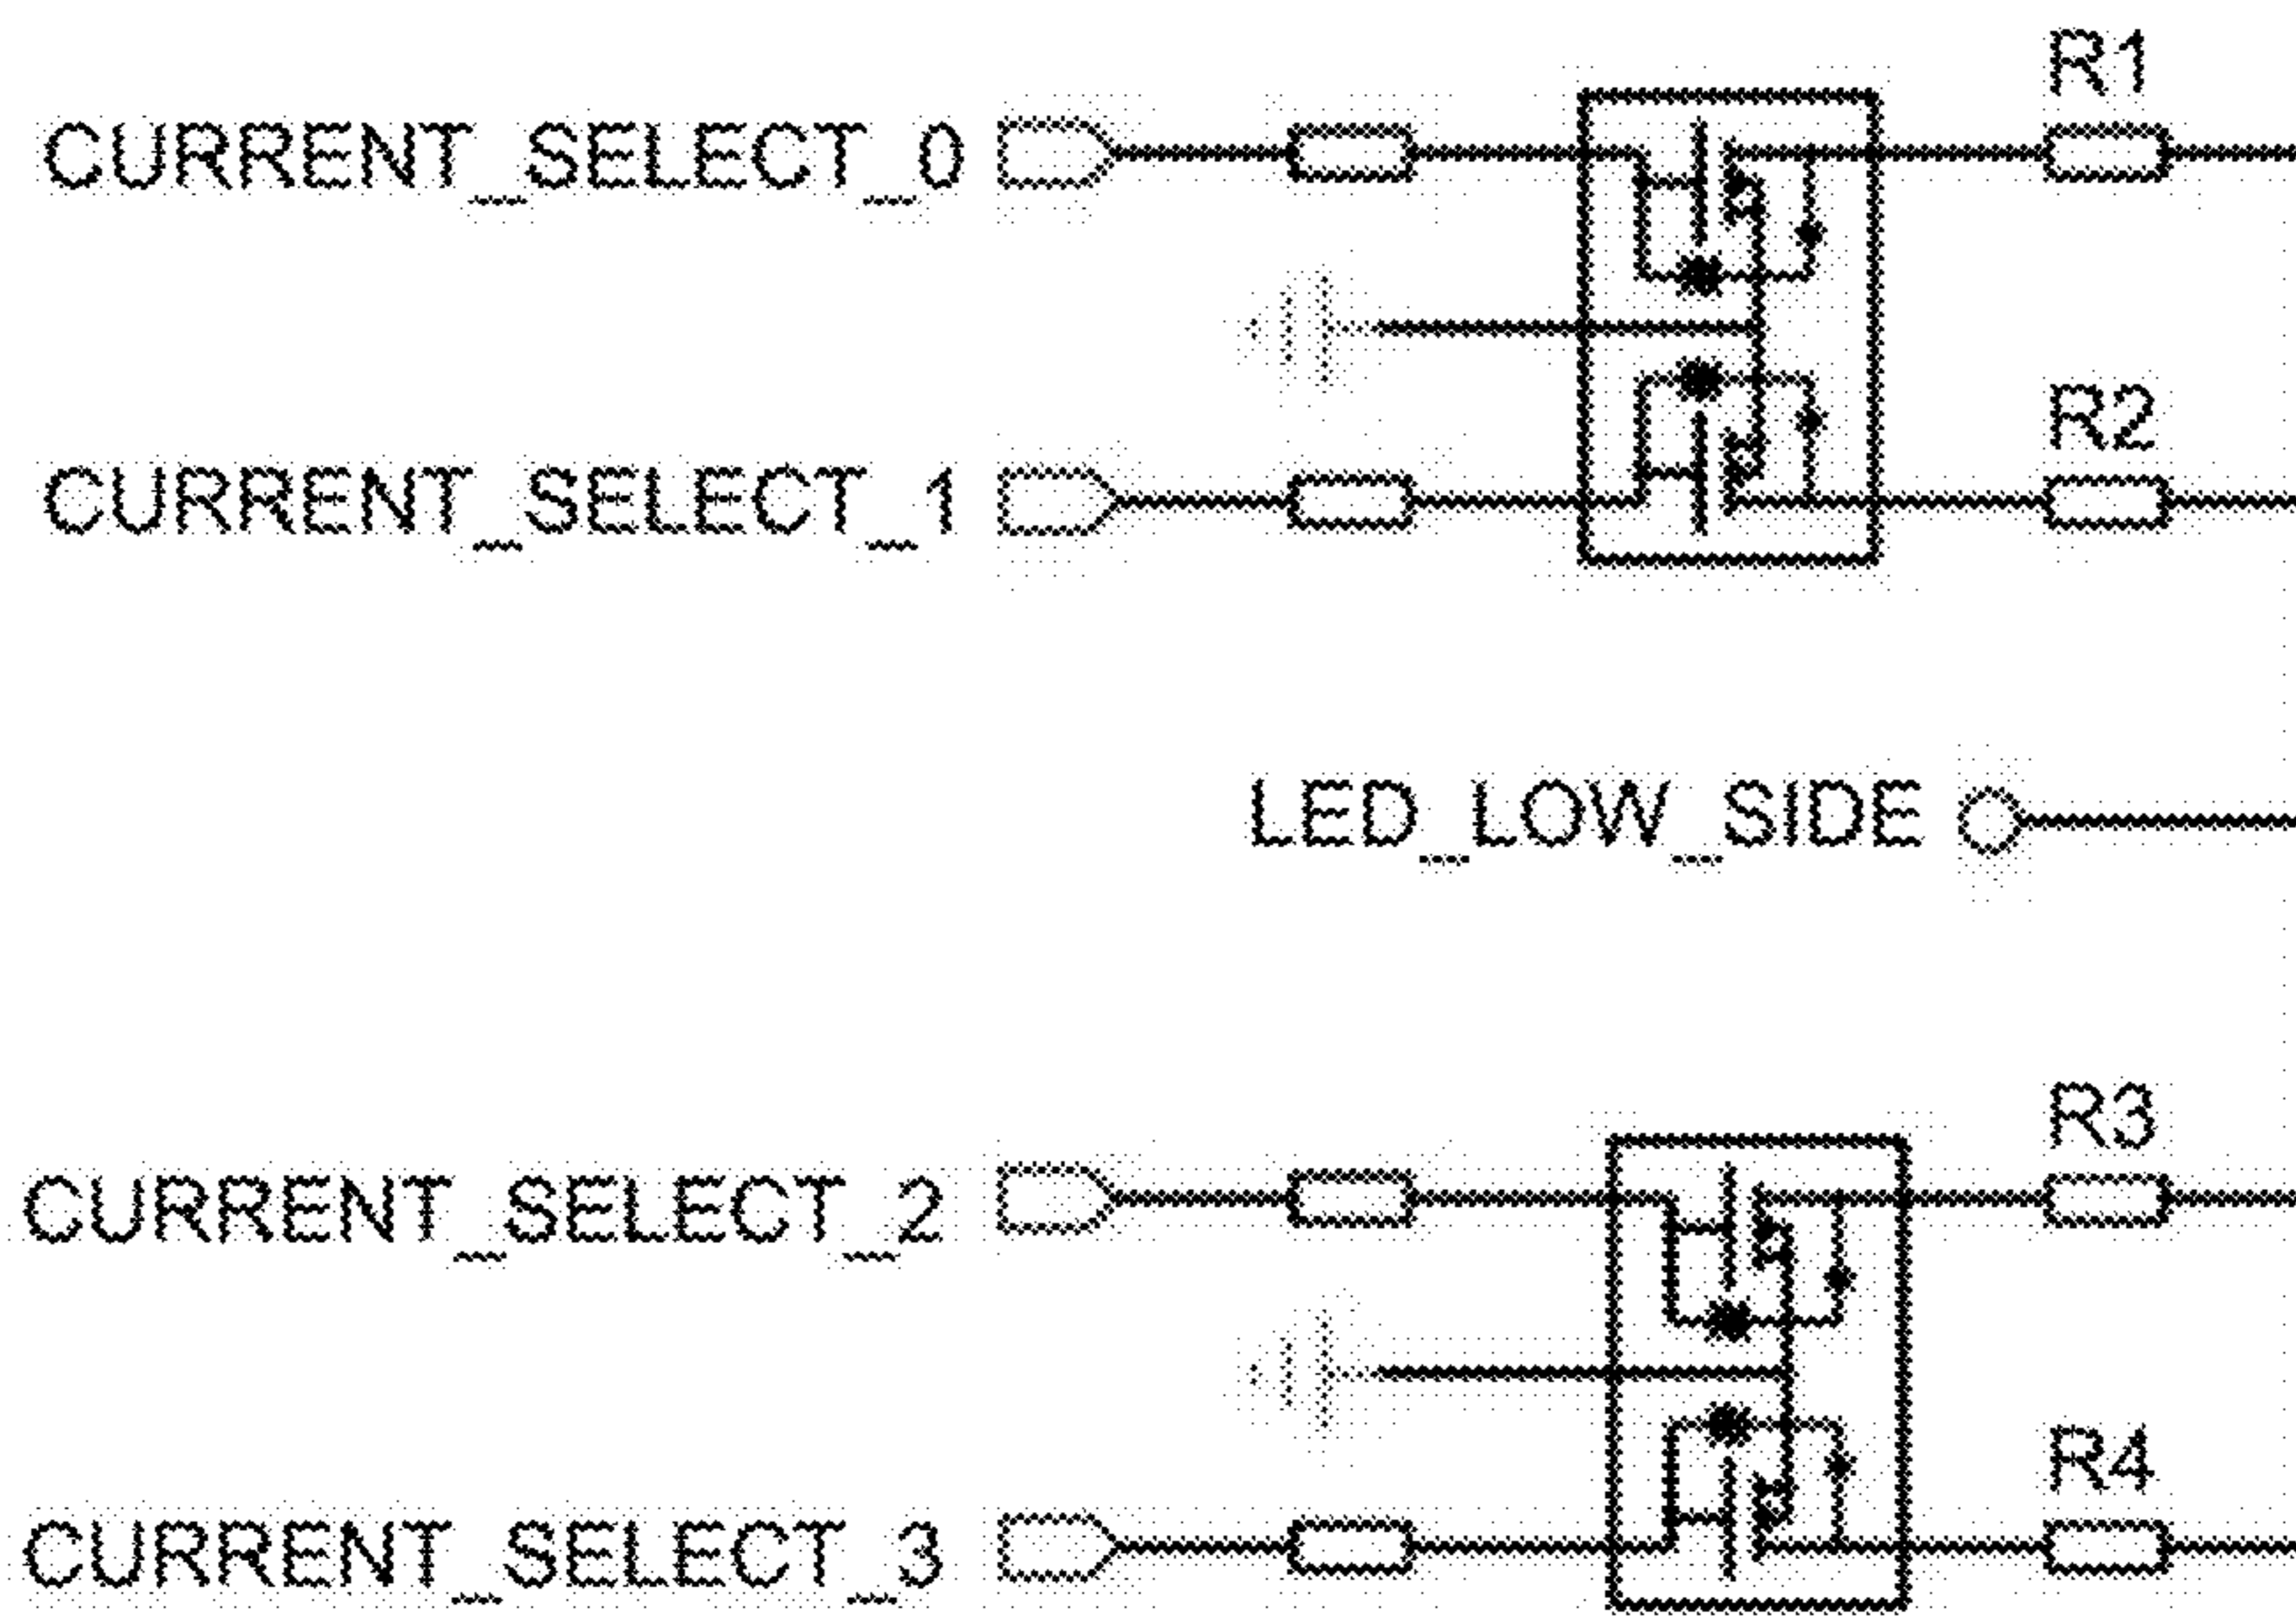 R1
CURRENT_SELECT_0
R2
CURRENT_SELECT_1
LED_LOW_SIDE
R3
CURRENT_SELECT_2
R4
CURRENT_SELECT_3